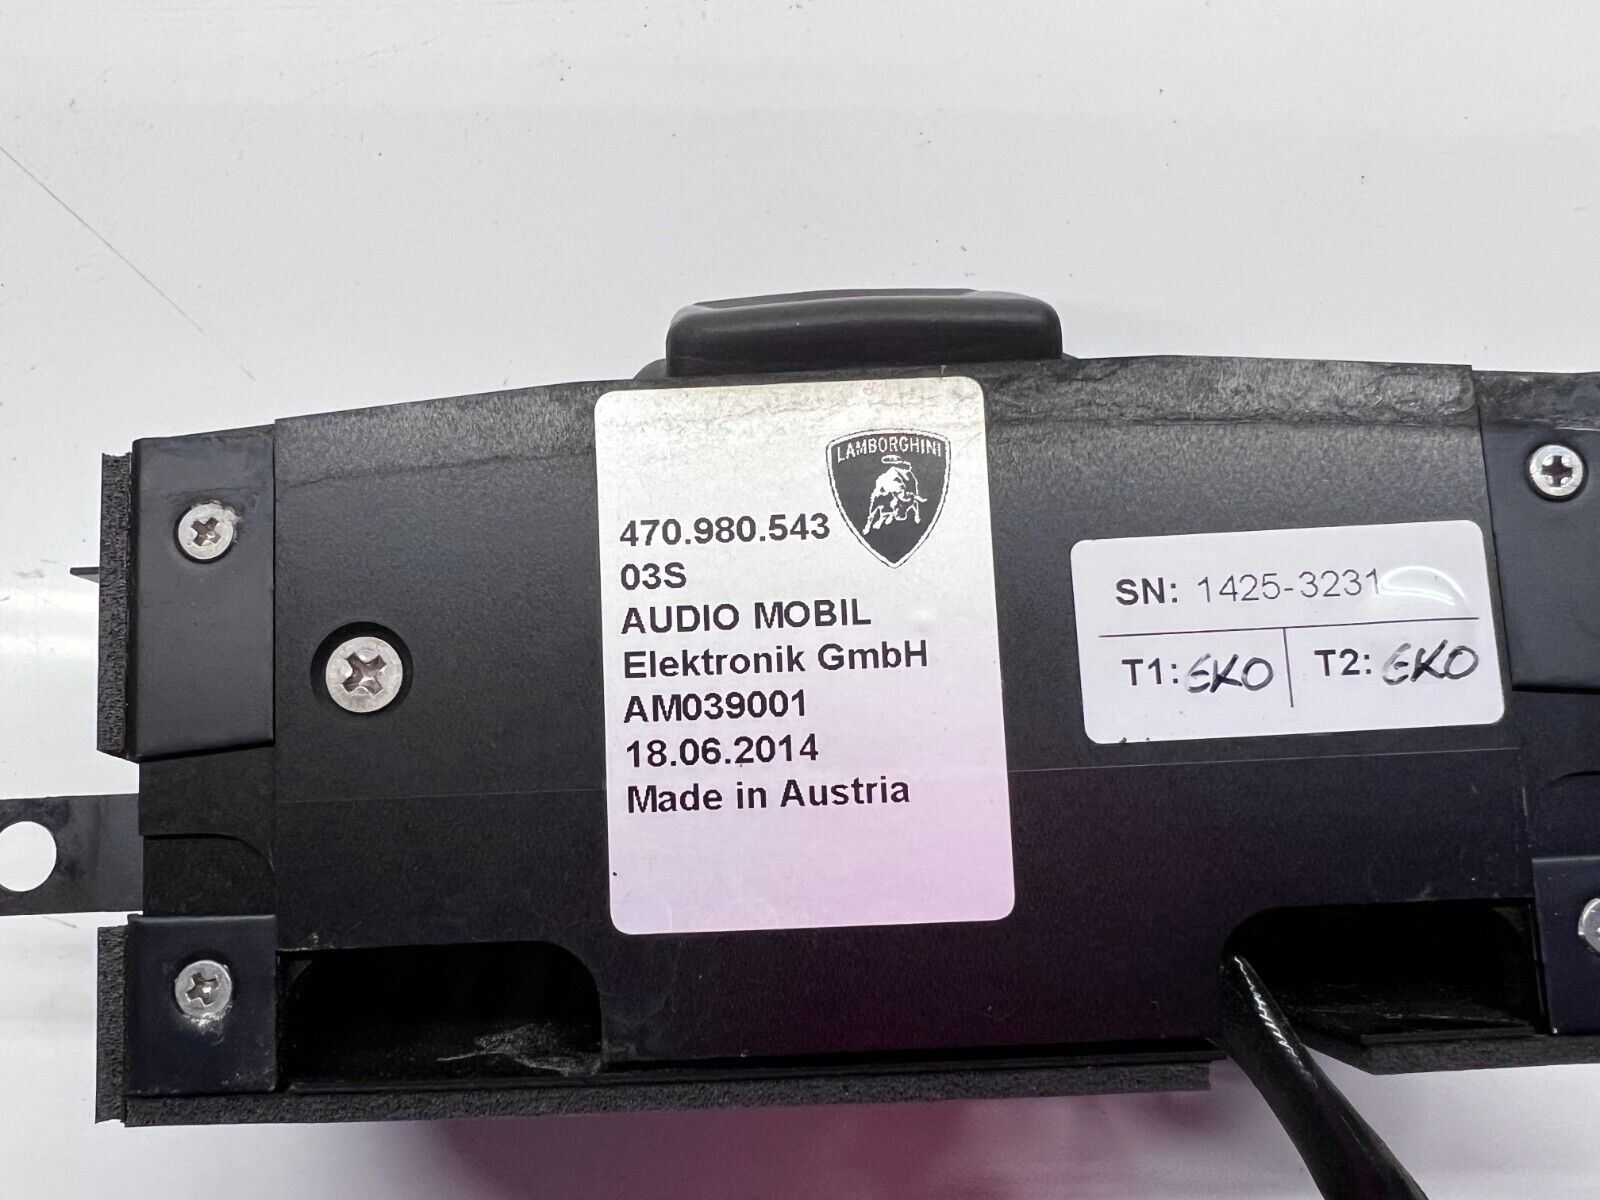 LAMBORGHINI
470.980.543
03S
AUDIO MOBIL
Elektronik GmbH
AM039001
18.06.2014
Made in Austria
SN: 1425-3231
T1: EKO T2: EKO